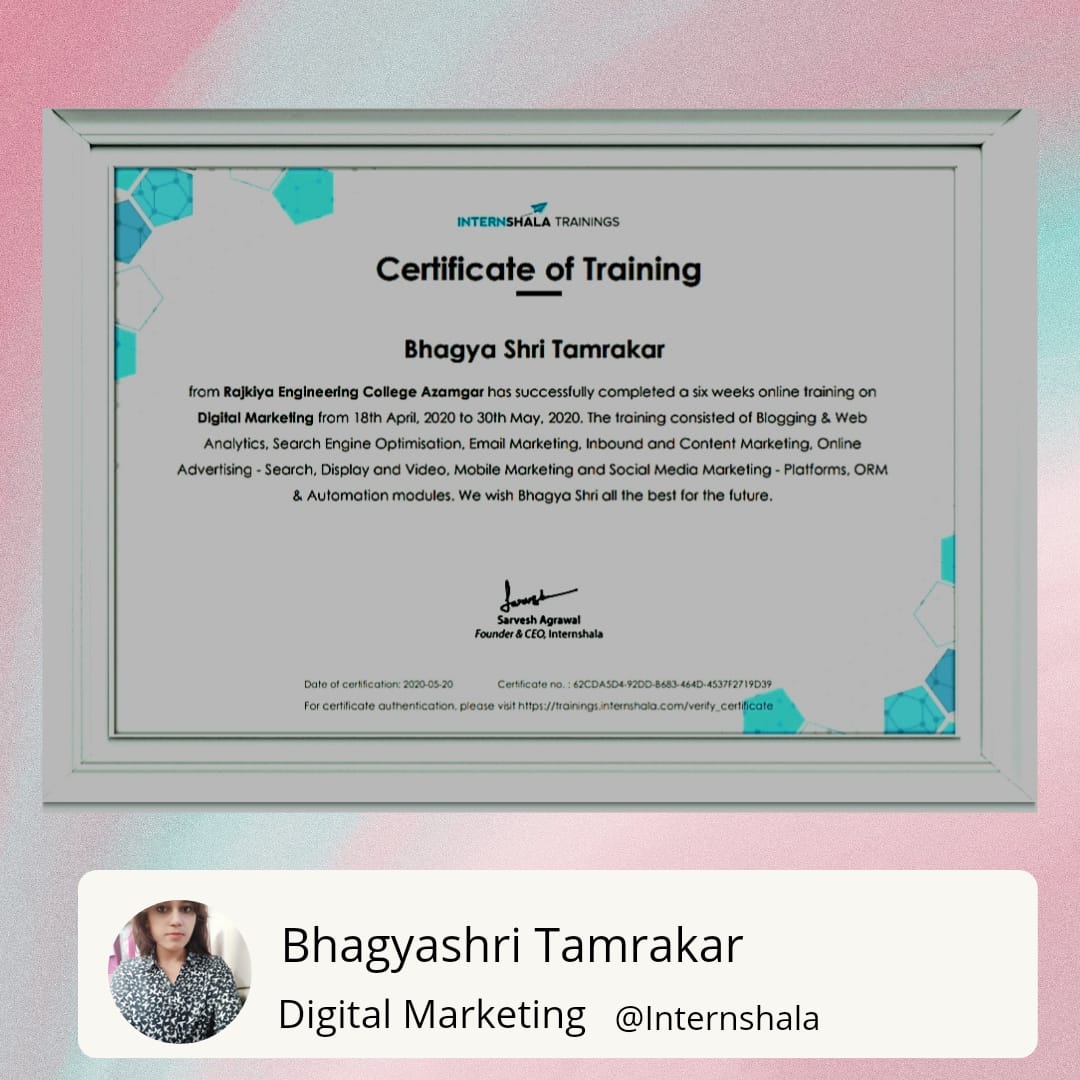 INTERNSHALA TRAININGS
Certificate of Training
Bhagya Shri Tamrakar
from Rajkiya Engineering College Azamgar has successfully completed a six weeks online training on
Digital Marketing from 18th April, 2020 to 30th May, 2020. The training consisted of Blogging & Web
Analytics, Search Engine Optimisation, Email Marketing, Inbound and Content Marketing, Online
Advertising - Search, Display and Video, Mobile Marketing and Social Media Marketing - Platforms, ORM
& Automation modules. We wish Bhagya Shri all the best for the future.
Sarvesh
Sarvesh Agrawal
Founder & CEO, Internshala
Date of certification: 2020-05-20 Certificate no. : 62CDA5D4-92DD-B683-464D-4537F2719D39
For certificate authentication, please visit https://trainings.internshala.com/verify_certificate
Bhagyashri Tamrakar
Digital Marketing @Internshala